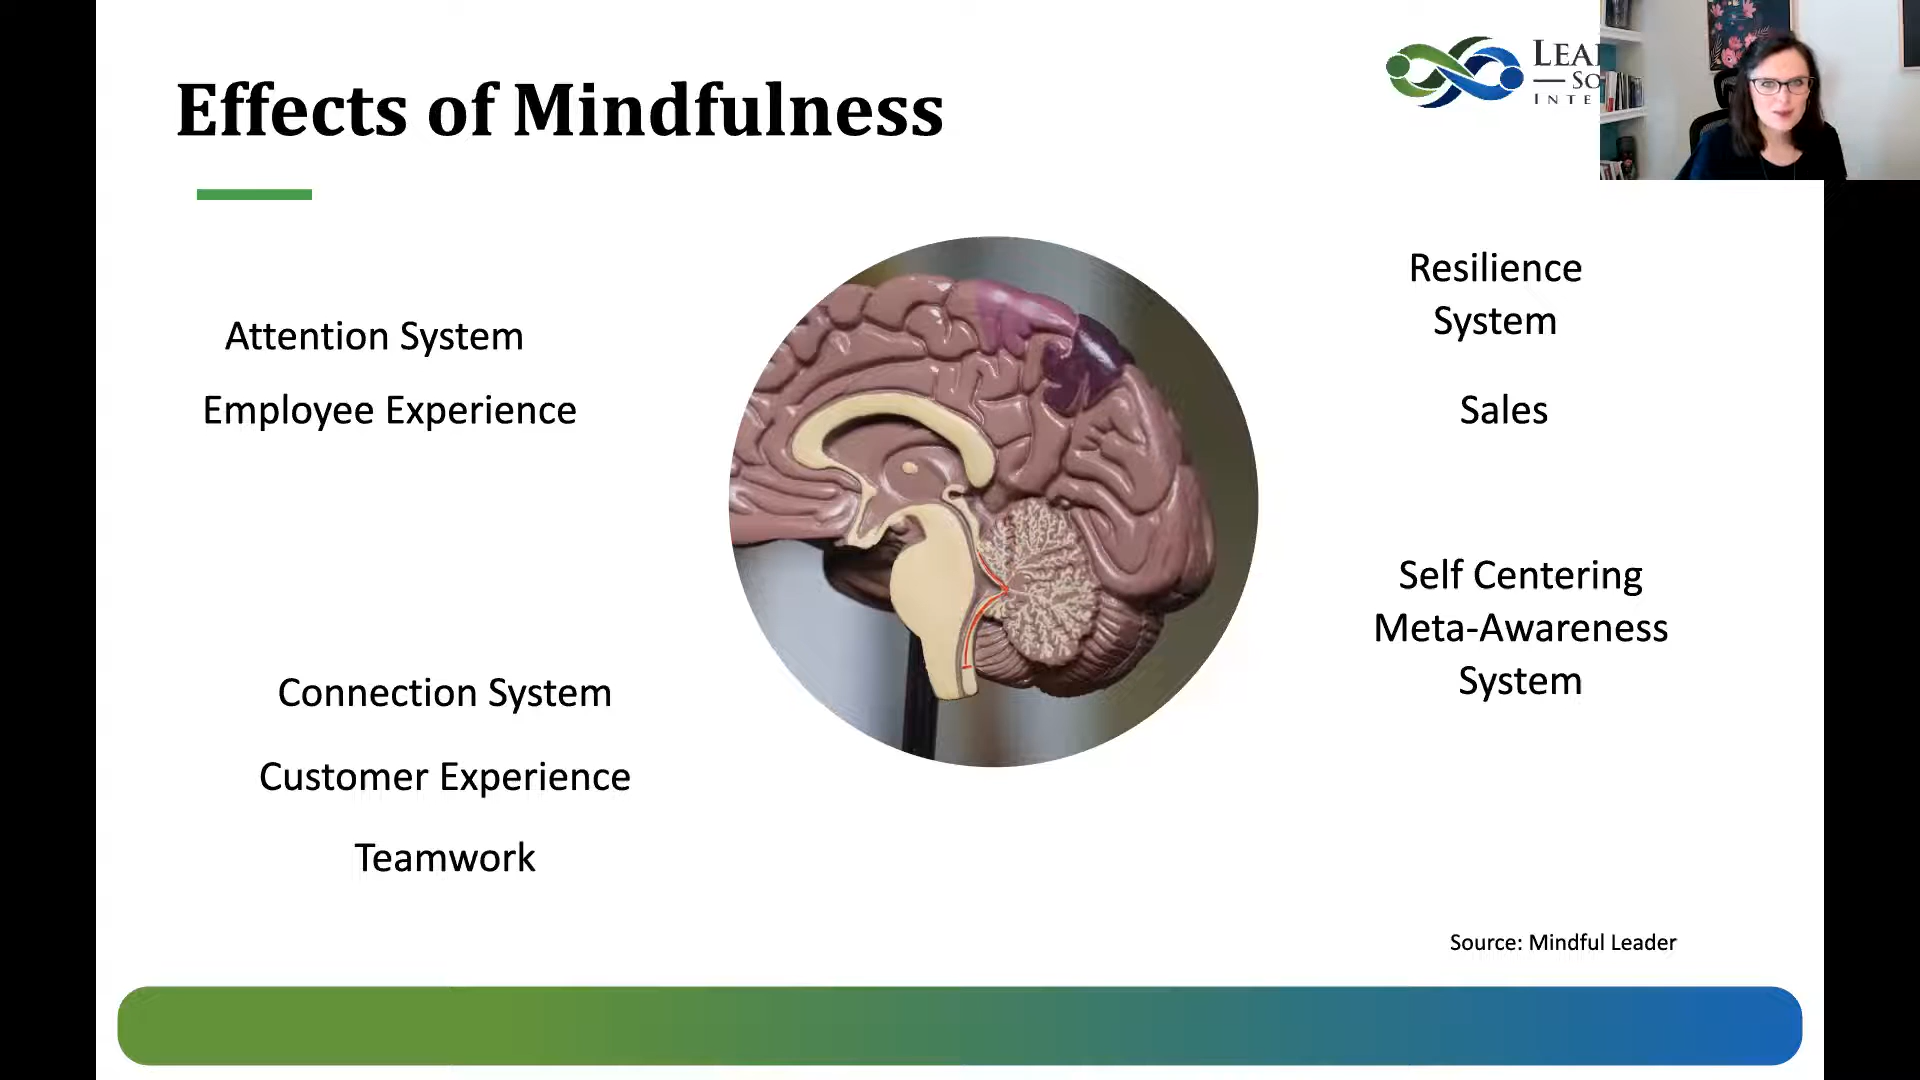 Effects of Mindfulness
Attention System
Employee Experience
Connection System
Customer Experience
Teamwork
Resilience
System
Sales
Self Centering
Meta-Awareness
System
Source: Mindful Leader